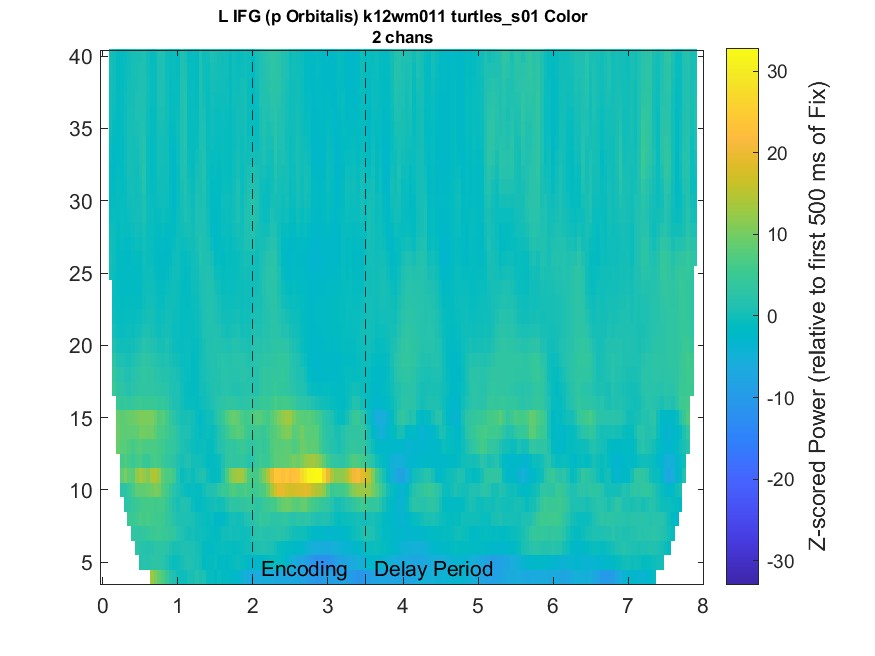 L IFG (p Orbitalis) k12wm011 turtles_s01 Color
2 chans
40
35
30
25
20
15
10
5
Encoding
Delay Period
0 1 2 3 4 5 6 7 8
30
20
10
0
-10
-20
-30
Z-scored Power (relative to first 500 ms of Fix)